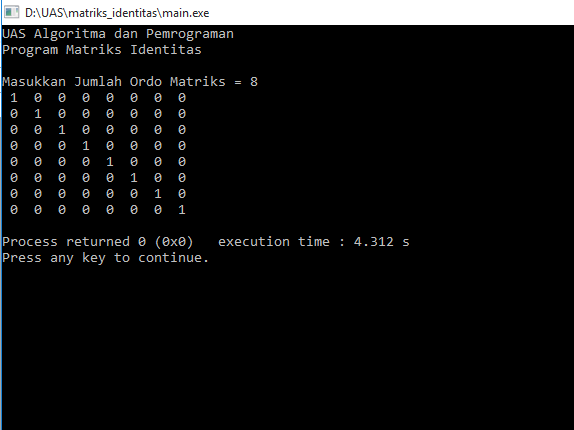 D:\UAS\matriks_identitas\main.exe
UAS Algoritma dan Pemrograman
Program Matriks Identitas
Masukkan Jumlah Ordo Matriks = 8
1 0 0 0 0 0 0 0
0 1 0 0 0 0 0 0
0 0 1 0 0 0 0 0
0 0 0 1 0 0 0 0
0 0 0 0 1 0 0 0
0 0 0 0 0 1 0 0
0 0 0 0 0 0 1 0
0 0 0 0 0 0 0 1
Process returned 0 (0x0)   execution time : 4.312 s
Press any key to continue.